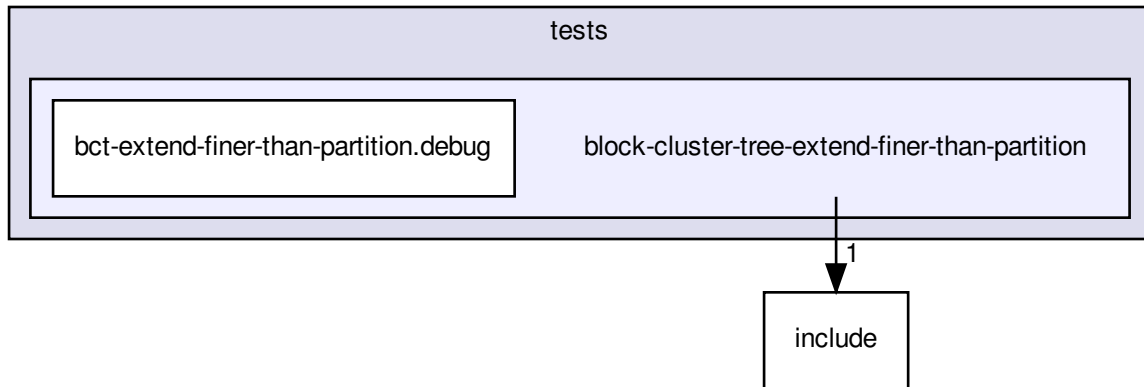 tests
bct-extend-finer-than-partition.debug
block-cluster-tree-extend-finer-than-partition
1
include